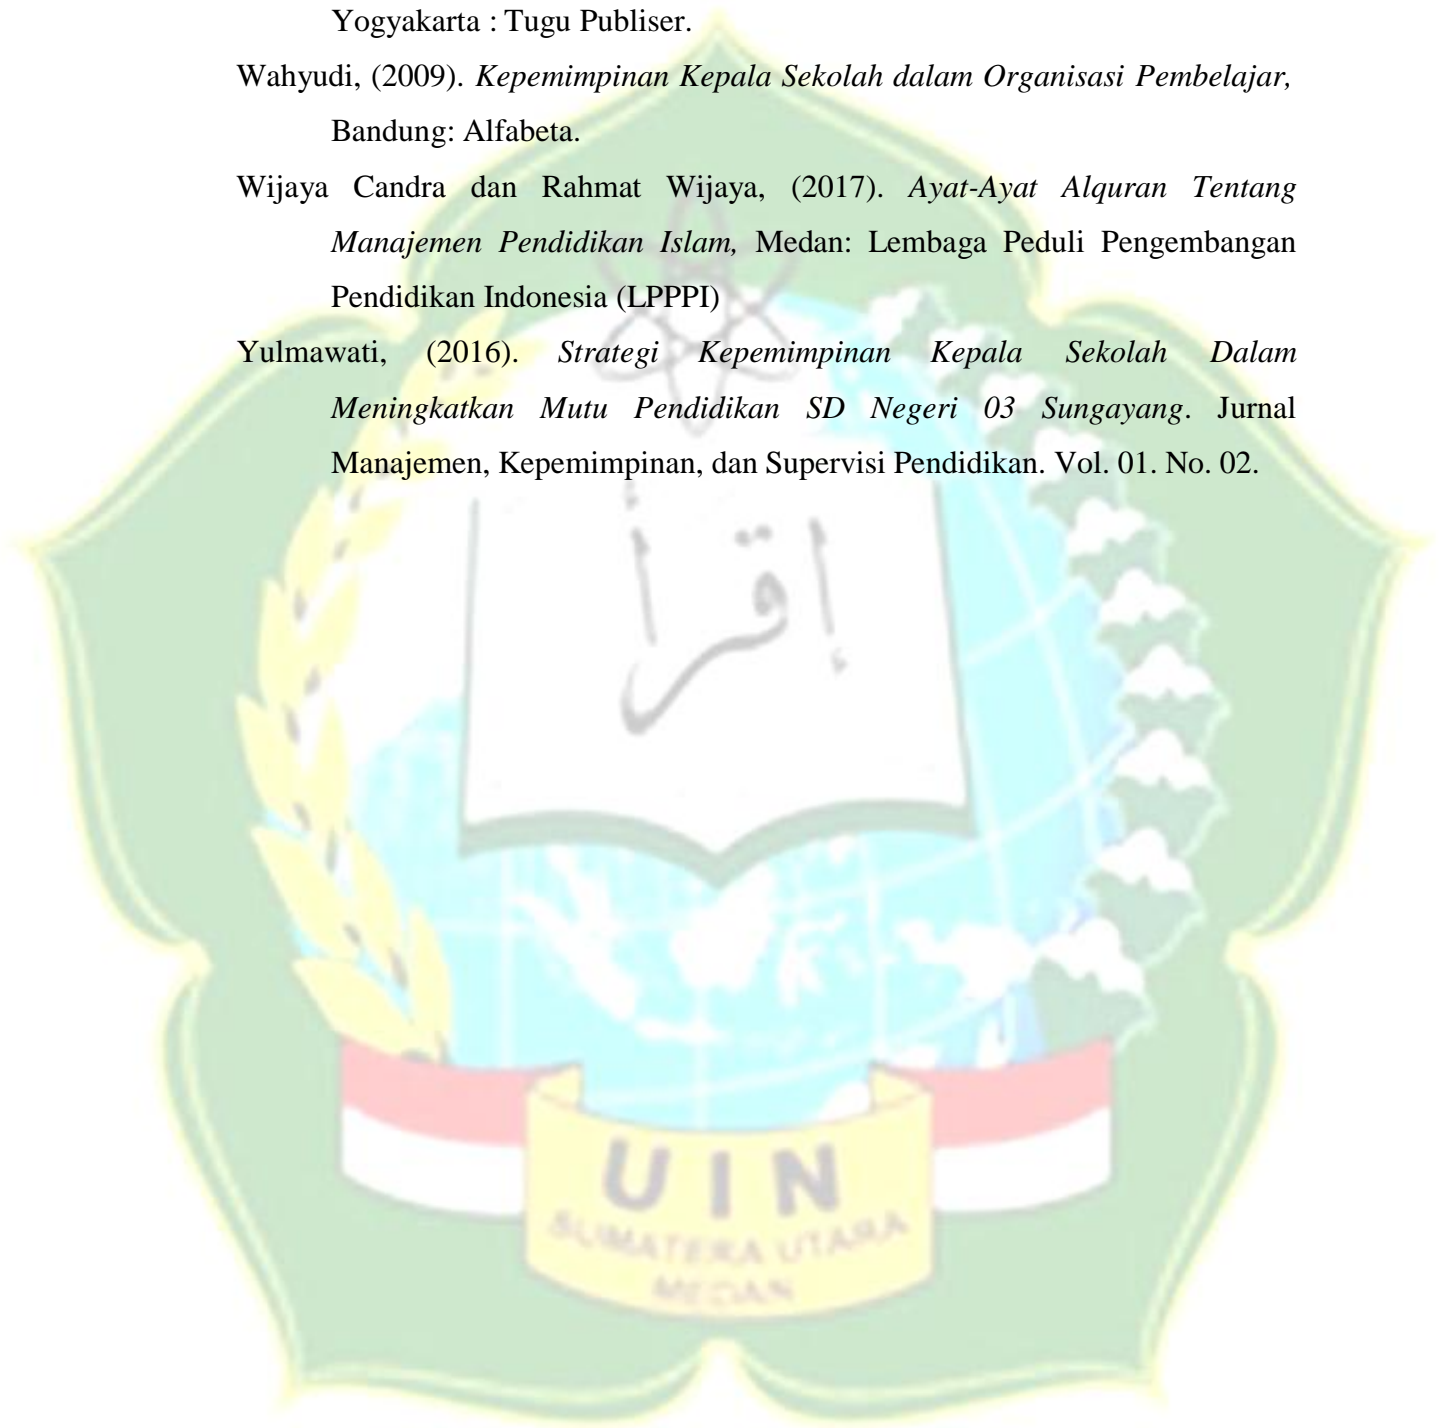 Yogyakarta : Tugu Publiser.
Wahyudi, (2009). Kepemimpinan Kepala Sekolah dalam Organisasi Pembelajar,
Bandung: Alfabeta.
Wijaya Candra dan Rahmat Wijaya, (2017). Ayat-Ayat Alquran Tentang
Manajemen Pendidikan Islam, Medan: Lembaga Peduli Pengembangan
Pendidikan Indonesia (LPPPI)
Yulmawati, (2016). Strategi Kepemimpinan Kepala Sekolah Dalam
Meningkatkan Mutu Pendidikan SD Negeri 03 Sungayang. Jurnal
Manajemen, Kepemimpinan, dan Supervisi Pendidikan. Vol. 01. No. 02.
إقرأ
UIN
SUMATERA UTARA
MEDAN